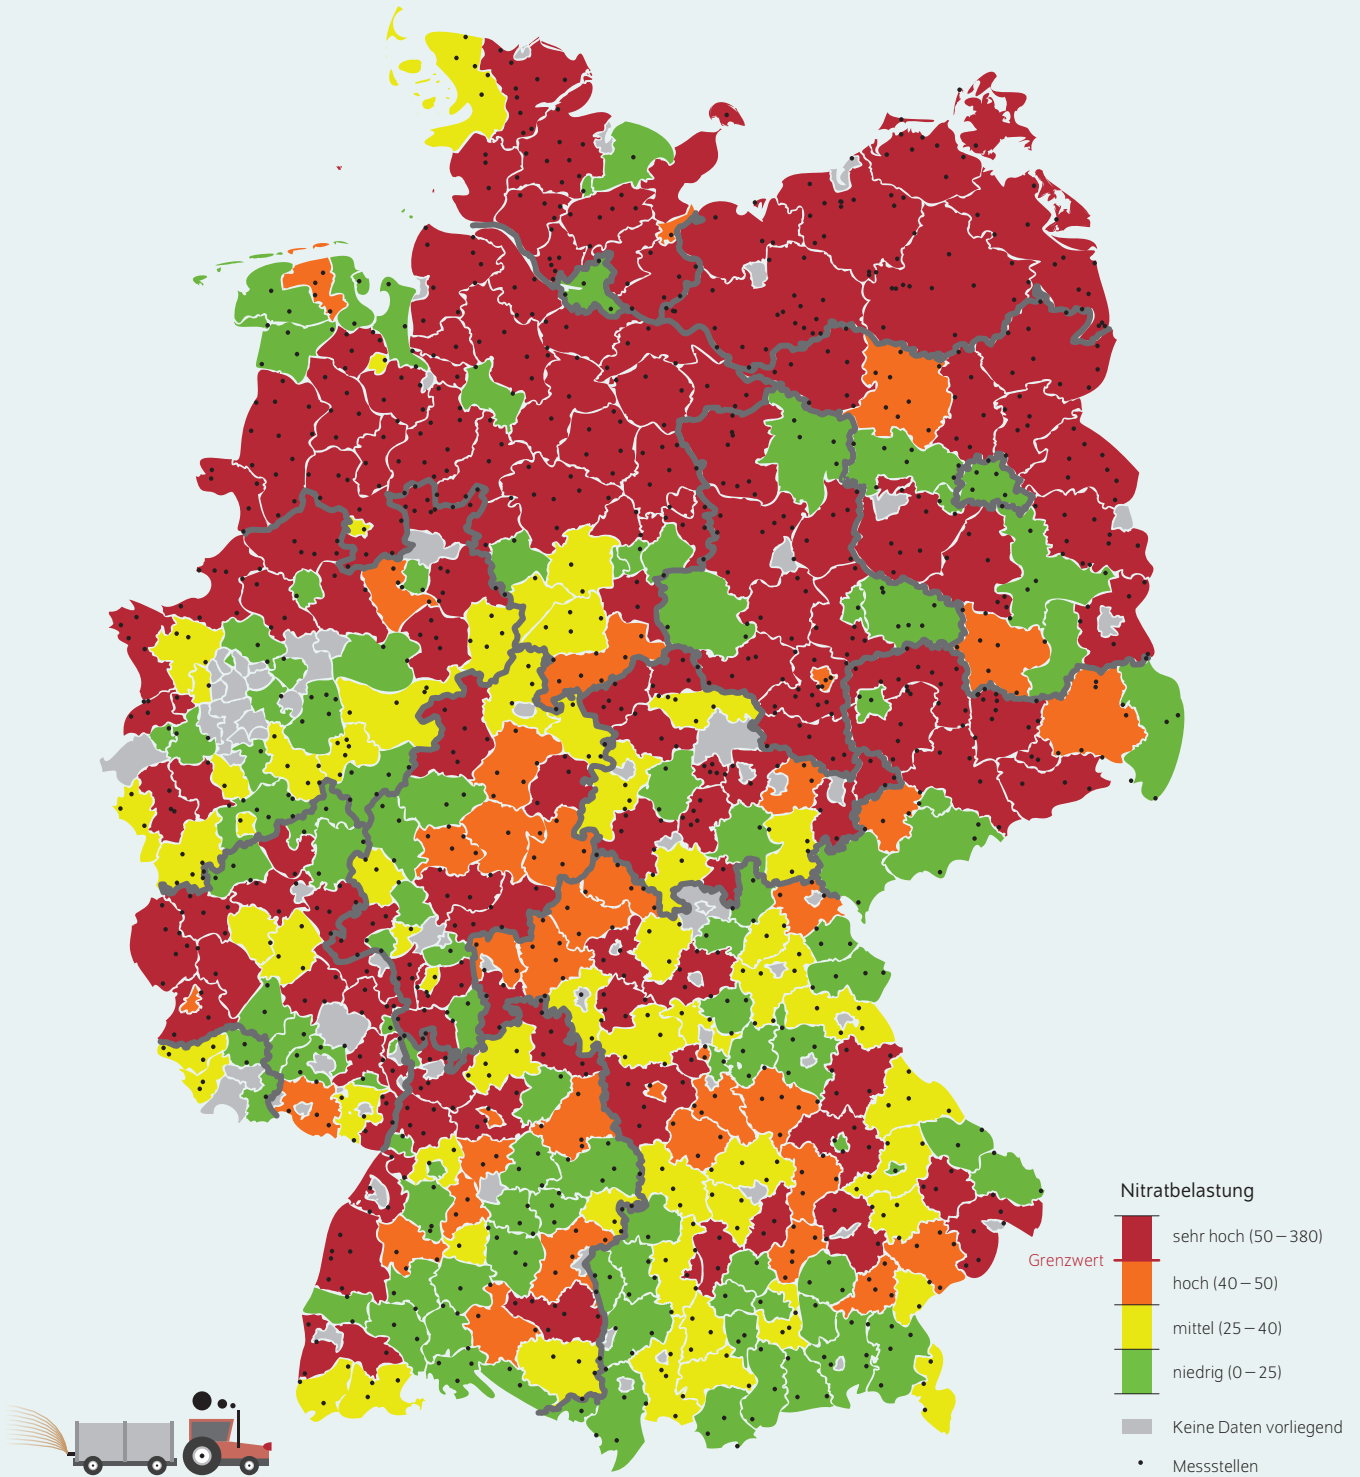 Nitratbelastung
sehr hoch (50 – 380)
Grenzwert
hoch (40 – 50)
mittel (25 – 40)
niedrig (0 – 25)
Keine Daten vorliegend
Messstellen